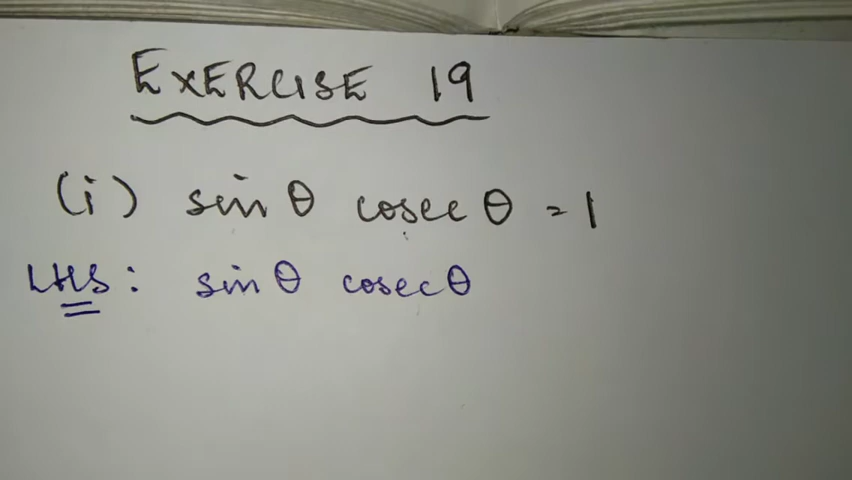 EXERCISE 19
(i) sin θ cosec θ = 1
LHS: sin θ cosec θ